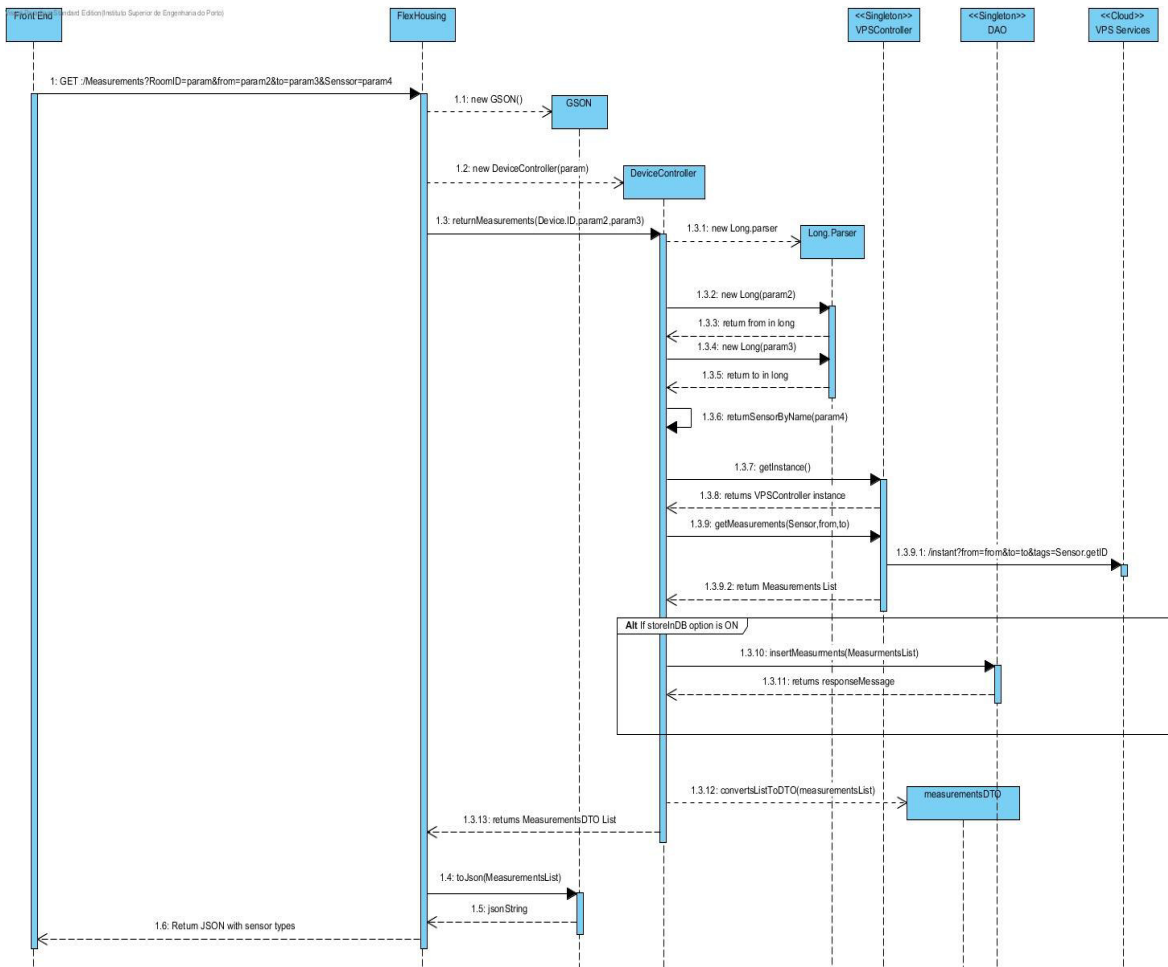 Standard Edition(Instituto Superior de Engenharia do Porto)
Front End
FlexHousing
<<Singleton>>
VPSController
<<Singleton>>
DAO
<<Cloud>>
VPS Services
1: GET :/Measurements?RoomID=param&from=param2&to=param3&Senssor=param4
1.1: new GSON()
GSON
1.2: new DeviceController(param)
DeviceController
1.3: returnMeasurements(Device.ID,param2,param3)
1.3.1: new Long.parser
Long.Parser
1.3.2: new Long(param2)
1.3.3: return from in long
1.3.4: new Long(param3)
1.3.5: return to in long
1.3.6: returnSensorByName(param4)
1.3.7: getInstance()
1.3.8: returns VPSController instance
1.3.9: getMeasurements(Sensor,from,to)
1.3.9.1: /instant?from=from&to=to&tags=Sensor.getID
1.3.9.2: return Measurements List
Alt If storeInDB option is ON
1.3.10: insertMeasurments(MeasurmentsList)
1.3.11: returns responseMessage
1.3.12: convertsListToDTO(measurementsList)
measurementsDTO
1.3.13: returns MeasurementsDTO List
1.4: toJson(MeasurementsList)
1.5: jsonString
1.6: Return JSON with sensor types